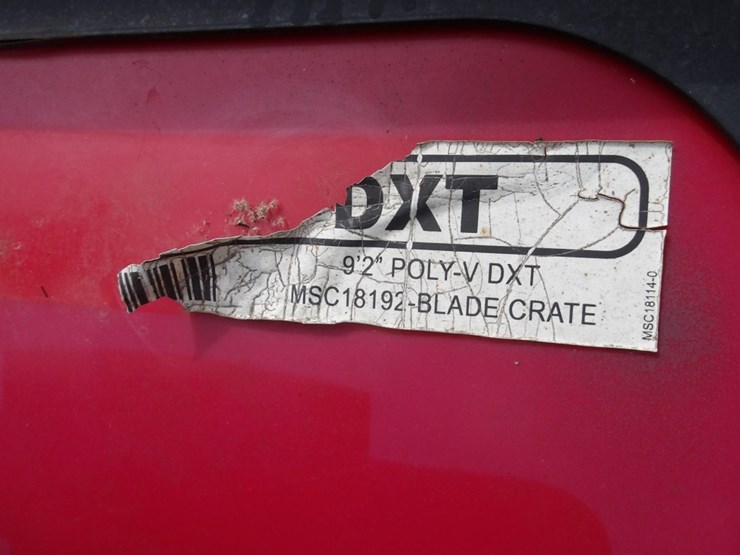 DXT
9'2" POLY-V DXT
MSC18192-BLADE CRATE
MSC18114-0